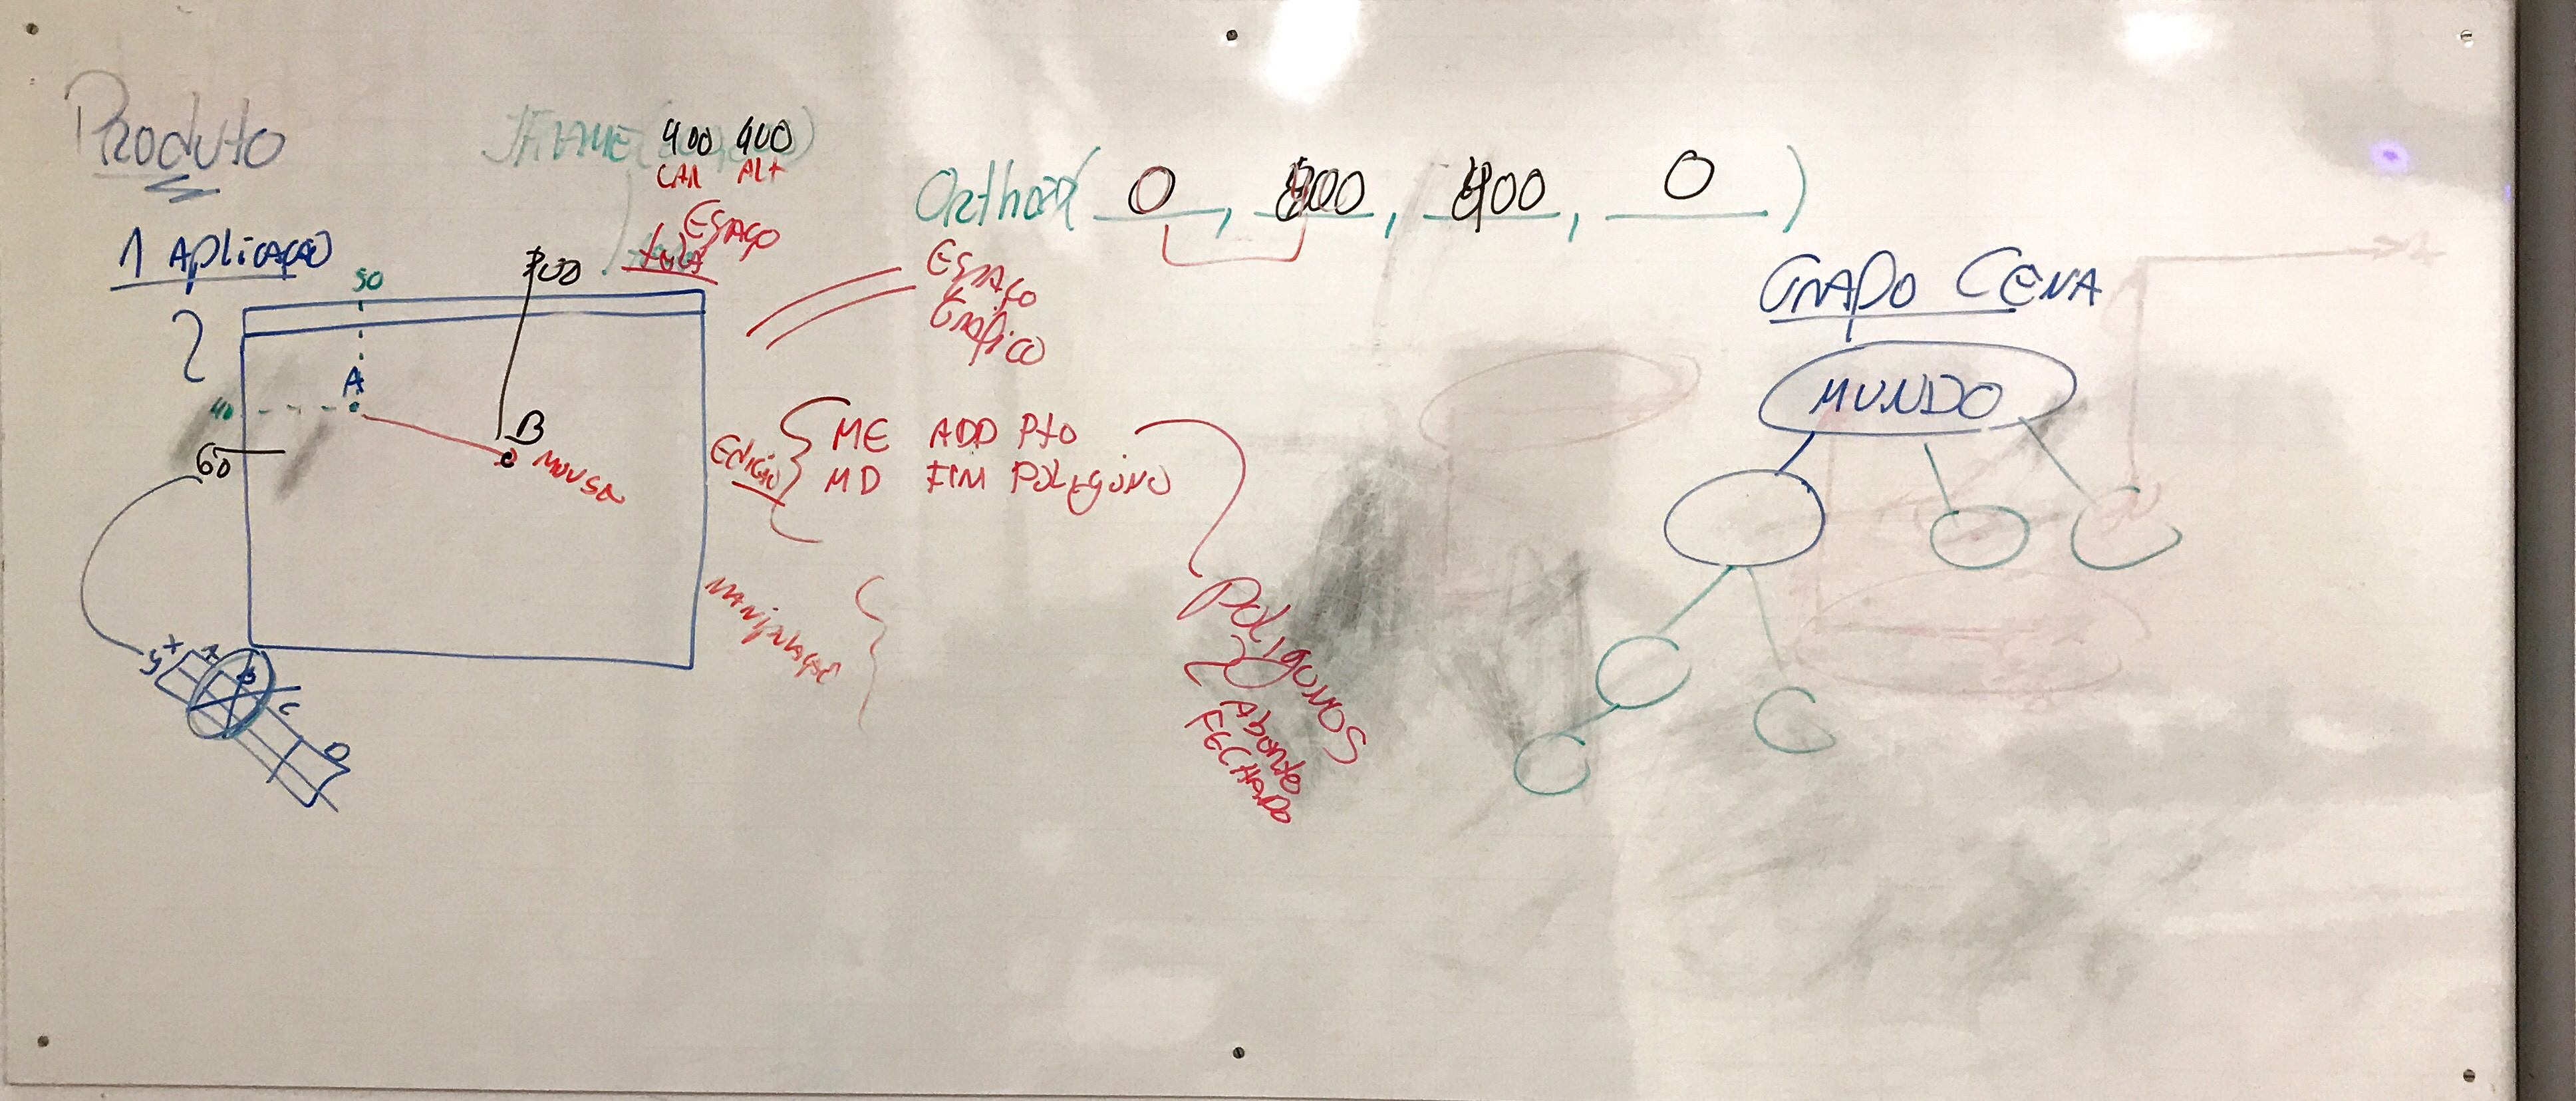 Produto
JFRAME(400 400)
LAR ALT
ESPAÇO
tela
Ortho2D( 0 , 800 , 400 , 0 )
ESPAÇO
Gráfico
1 Aplicação
50
A
40
60
B
MOUSE
EDIÇÃO
ME ADD PTO
MD FIM POLÍGONO
MANIPULAÇÃO
POLÍGONOS
Aberto
FECHADO
GRAFO CENA
MUNDO
D